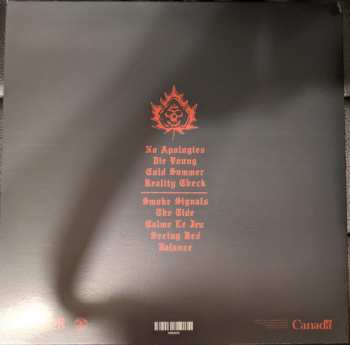 No Apologies
Die Young
Cold Summer
Reality Check
Smoke Signals
The Tide
Calme Le Jeu
Seeing Red
Balance
Canada